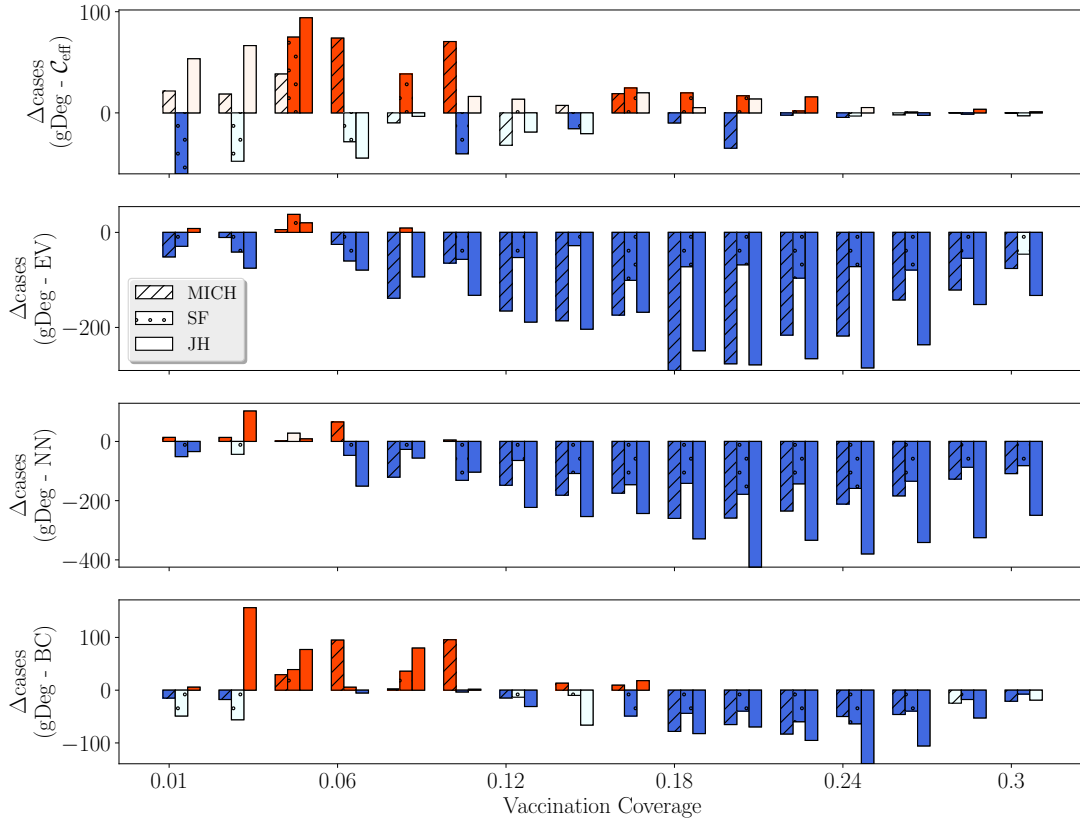 Δcases
(gDeg - 𝒞eff)
100
0
Δcases
(gDeg - EV)
0
−200
MICH
SF
JH
Δcases
(gDeg - NN)
0
−200
−400
Δcases
(gDeg - BC)
100
0
−100
0.01 0.06 0.12 0.18 0.24 0.3
Vaccination Coverage